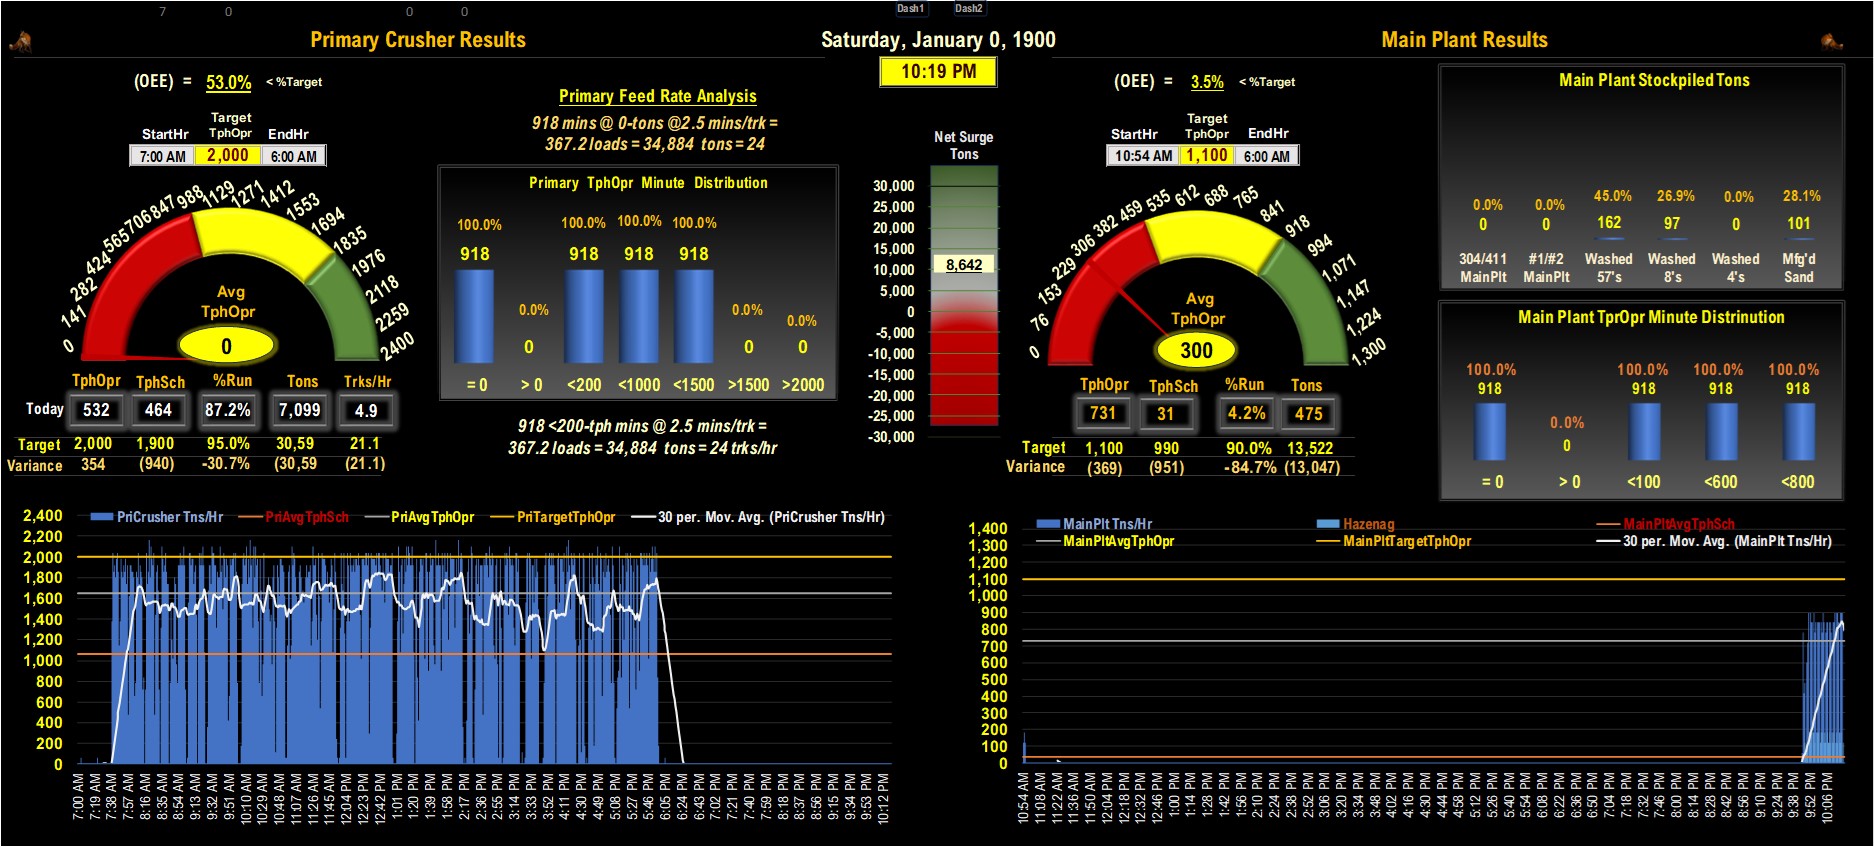 7 0 0 0 Dash1 Dash2
Primary Crusher Results
Saturday, January 0, 1900
Main Plant Results
10:19 PM
(OEE) = 53.0% < %Target
StartHr Target TphOpr EndHr
7:00 AM 2,000 6:00 AM
0 141 282 424 565 706 847 988 1129 1271 1412 1553 1694 1835 1976 2118 2259 2400
Avg
TphOpr
0
TphOpr TphSch %Run Tons Trks/Hr
Today 532 464 87.2% 7,099 4.9
Target 2,000 1,900 95.0% 30,59 21.1
Variance 354 (940) -30.7% (30,59 (21.1)
Primary Feed Rate Analysis
918 mins @ 0-tons @2.5 mins/trk =
367.2 loads = 34,884 tons = 24
Primary TphOpr Minute Distribution
100.0% 0.0% 100.0% 100.0% 100.0% 0.0% 0.0%
918 0 918 918 918 0 0
= 0 > 0 <200 <1000 <1500 >1500 >2000
918 <200-tph mins @ 2.5 mins/trk =
367.2 loads = 34,884 tons = 24 trks/hr
Net Surge
Tons
30,000
25,000
20,000
15,000
10,000
8,642
5,000
0
-5,000
-10,000
-15,000
-20,000
-25,000
-30,000
(OEE) = 3.5% < %Target
StartHr Target TphOpr EndHr
10:54 AM 1,100 6:00 AM
0 76 153 229 306 382 459 535 612 688 765 841 918 994 1,071 1,147 1,224 1,300
Avg
TphOpr
300
TphOpr TphSch %Run Tons
731 31 4.2% 475
Target 1,100 990 90.0% 13,522
Variance (369) (951) -84.7% (13,047)
Main Plant Stockpiled Tons
0.0% 0.0% 45.0% 26.9% 0.0% 28.1%
0 0 162 97 0 101
304/411 #1/#2 Washed Washed Washed Mfg'd
MainPlt MainPlt 57's 8's 4's Sand
Main Plant TprOpr Minute Distrinution
100.0% 0.0% 100.0% 100.0% 100.0%
918 0 918 918 918
= 0 > 0 <100 <600 <800
PriCrusher Tns/Hr PriAvgTphSch PriAvgTphOpr PriTargetTphOpr 30 per. Mov. Avg. (PriCrusher Tns/Hr)
2,400
2,200
2,000
1,800
1,600
1,400
1,200
1,000
800
600
400
200
0
7:00 AM 7:19 AM 7:38 AM 7:57 AM 8:16 AM 8:35 AM 8:54 AM 9:13 AM 9:32 AM 9:51 AM 10:10 AM 10:29 AM 10:48 AM 11:07 AM 11:26 AM 11:45 AM 12:04 PM 12:23 PM 12:42 PM 1:01 PM 1:20 PM 1:39 PM 1:58 PM 2:17 PM 2:36 PM 2:55 PM 3:14 PM 3:33 PM 3:52 PM 4:11 PM 4:30 PM 4:49 PM 5:08 PM 5:27 PM 5:46 PM 6:05 PM 6:24 PM 6:43 PM 7:02 PM 7:21 PM 7:40 PM 7:59 PM 8:18 PM 8:37 PM 8:56 PM 9:15 PM 9:34 PM 9:53 PM 10:12 PM
MainPlt Tns/Hr Hazenag MainPltAvgTphSch
MainPltAvgTphOpr MainPltTargetTphOpr 30 per. Mov. Avg. (MainPlt Tns/Hr)
1,400
1,300
1,200
1,100
1,000
900
800
700
600
500
400
300
200
100
0
10:54 AM 11:08 AM 11:22 AM 11:36 AM 11:50 AM 12:04 PM 12:18 PM 12:32 PM 12:46 PM 1:00 PM 1:14 PM 1:28 PM 1:42 PM 1:56 PM 2:10 PM 2:24 PM 2:38 PM 2:52 PM 3:06 PM 3:20 PM 3:34 PM 3:48 PM 4:02 PM 4:16 PM 4:30 PM 4:44 PM 4:58 PM 5:12 PM 5:26 PM 5:40 PM 5:54 PM 6:08 PM 6:22 PM 6:36 PM 6:50 PM 7:04 PM 7:18 PM 7:32 PM 7:46 PM 8:00 PM 8:14 PM 8:28 PM 8:42 PM 8:56 PM 9:10 PM 9:24 PM 9:38 PM 9:52 PM 10:06 PM